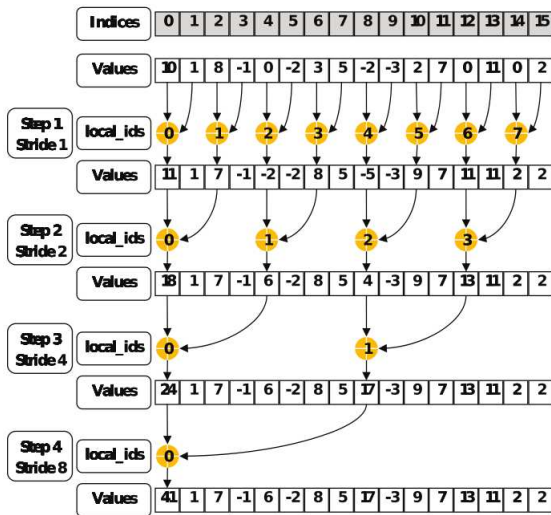 Indices 0 1 2 3 4 5 6 7 8 9 10 11 12 13 14 15
Values 10 1 8 -1 0 -2 3 5 -2 -3 2 7 0 11 0 2
Step 1
Stride 1
local_ids 0 1 2 3 4 5 6 7
Values 11 1 7 -1 -2 -2 8 5 -5 -3 9 7 11 11 2 2
Step 2
Stride 2
local_ids 0 1 2 3
Values 18 1 7 -1 6 -2 8 5 4 -3 9 7 13 11 2 2
Step 3
Stride 4
local_ids 0 1
Values 24 1 7 -1 6 -2 8 5 17 -3 9 7 13 11 2 2
Step 4
Stride 8
local_ids 0
Values 41 1 7 -1 6 -2 8 5 17 -3 9 7 13 11 2 2